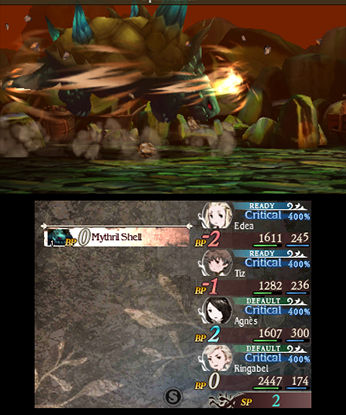 BP 0 Mythril Shell
READY
Critical 400%
Edea
BP -2 1611 245
READY
Critical 400%
Tiz
BP -1 1282 236
DEFAULT
Critical 400%
Agnès
BP 2 1607 300
DEFAULT
Critical 400%
Ringabel
BP 0 2447 174
S
SP 2